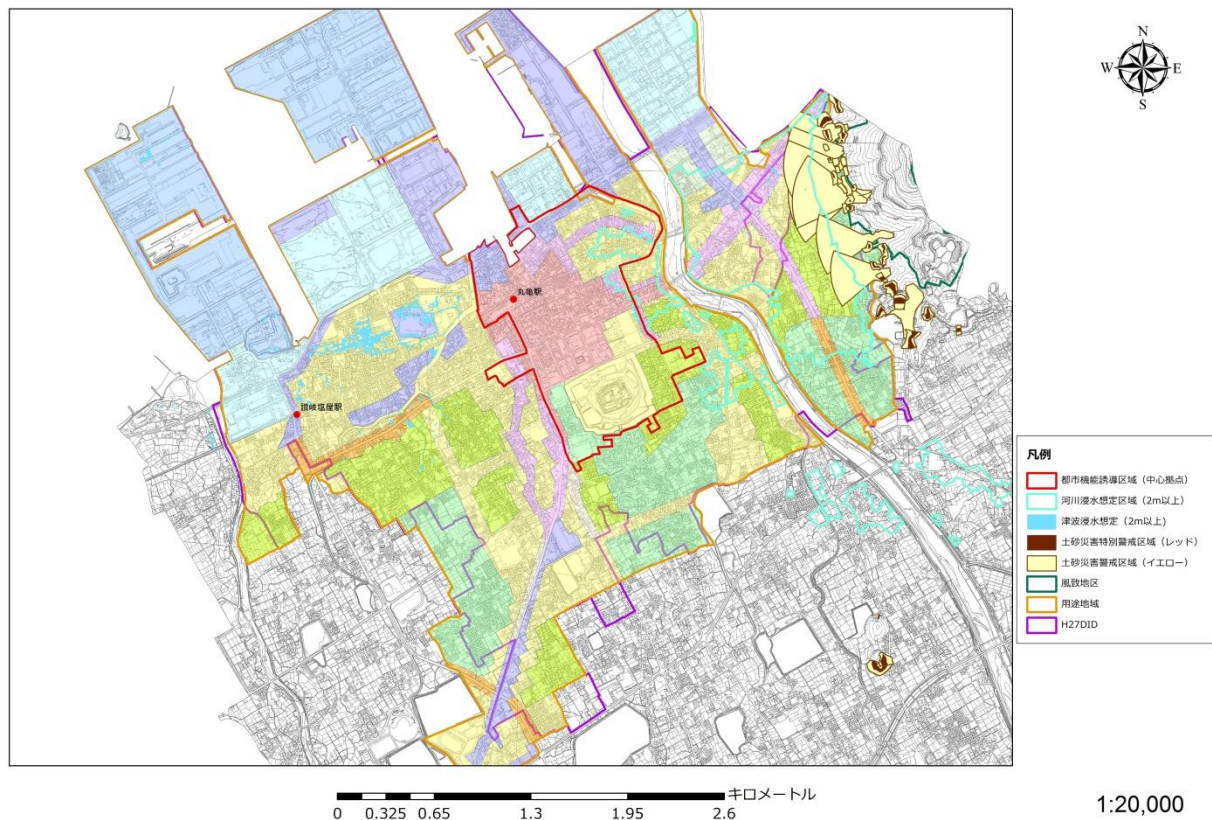 N
W
E
S
丸亀駅
讃岐塩屋駅
凡例
都市機能誘導区域（中心拠点）
河川浸水想定区域（2m以上）
津波浸水想定（2m以上)
土砂災害特別警戒区域（レッド）
土砂災害警戒区域（イエロー）
風致地区
用途地域
H27DID
キロメートル
0 0.325 0.65 1.3 1.95 2.6
1:20,000